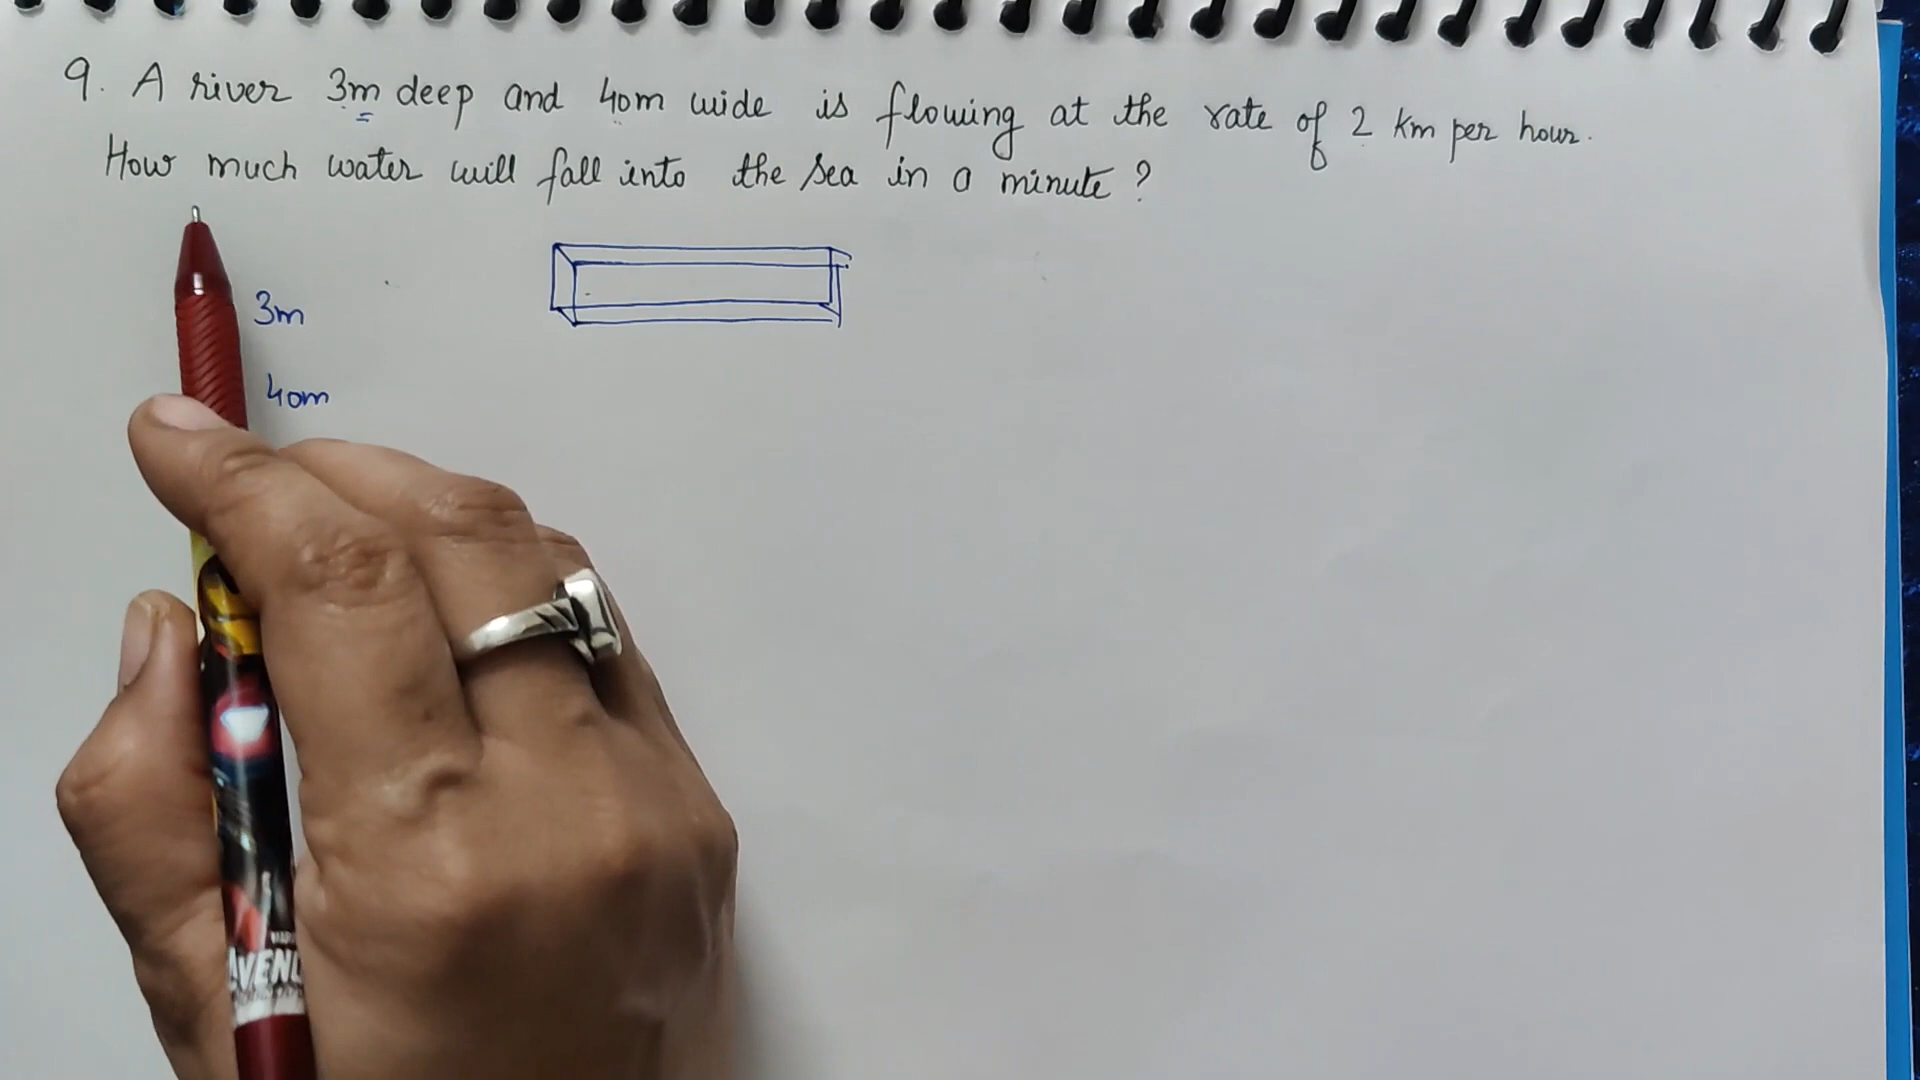 9. A river 3m deep and 40m wide is flowing at the rate of 2 km per hour.
How much water will fall into the sea in a minute?
3m
40m